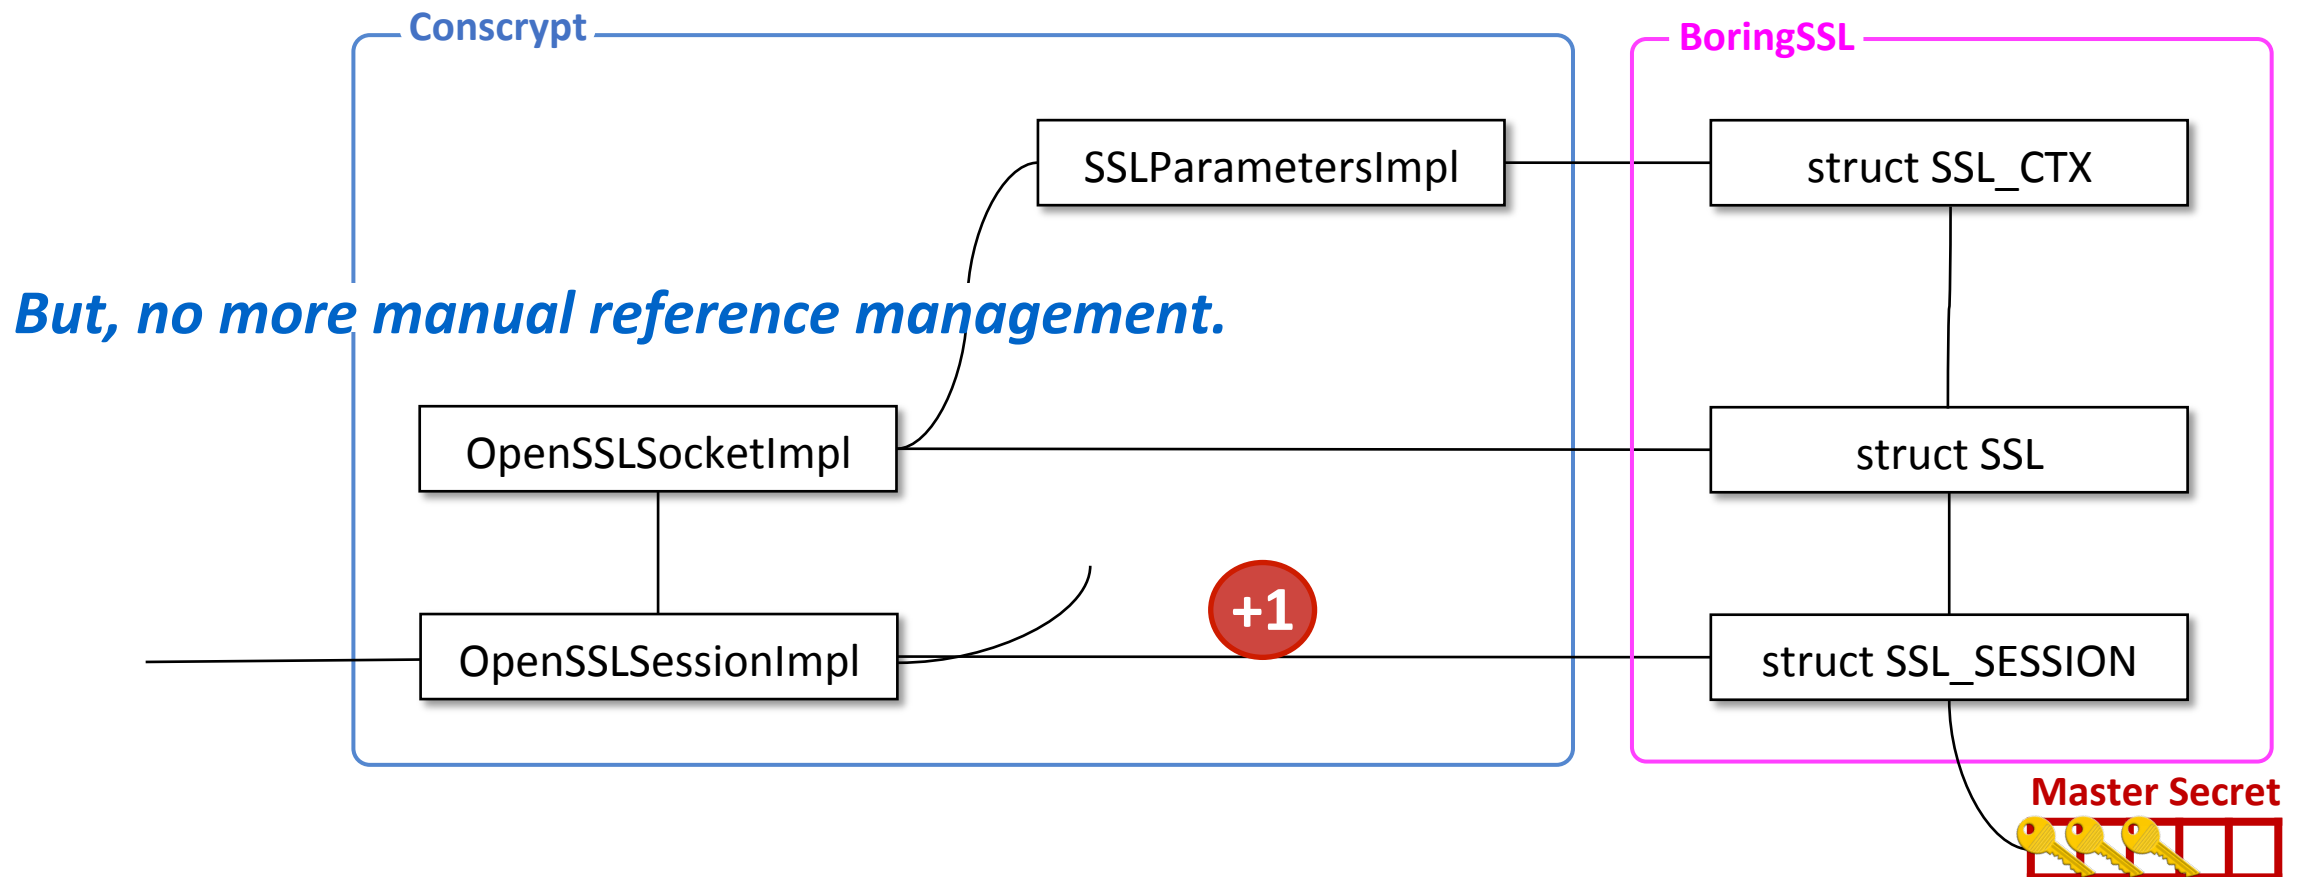 Conscrypt
BoringSSL
SSLParametersImpl
struct SSL_CTX
But, no more manual reference management.
OpenSSLSocketImpl
struct SSL
+1
OpenSSLSessionImpl
struct SSL_SESSION
Master Secret